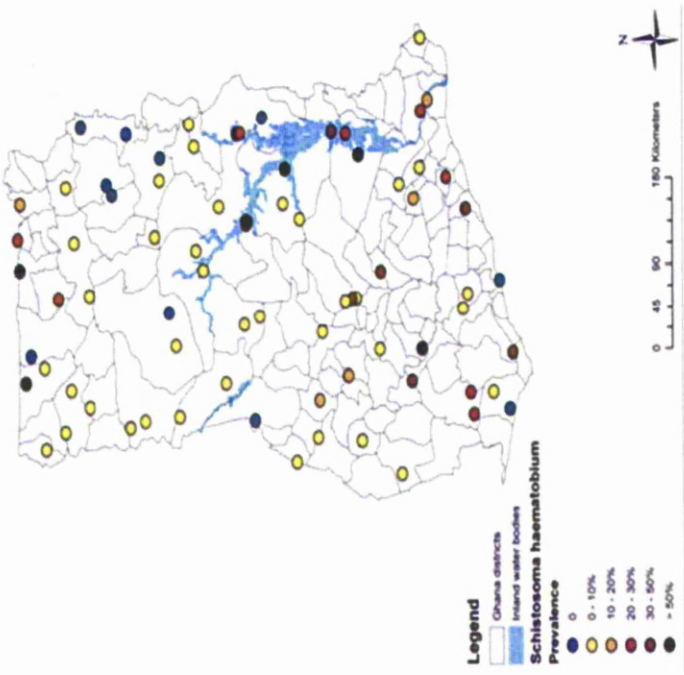 N
0 45 90 180 Kilometers
Legend
Ghana districts
Inland water bodies
Schistosoma haematobium
Prevalence
0
0 - 10%
10 - 20%
20 - 30%
30 - 50%
> 50%